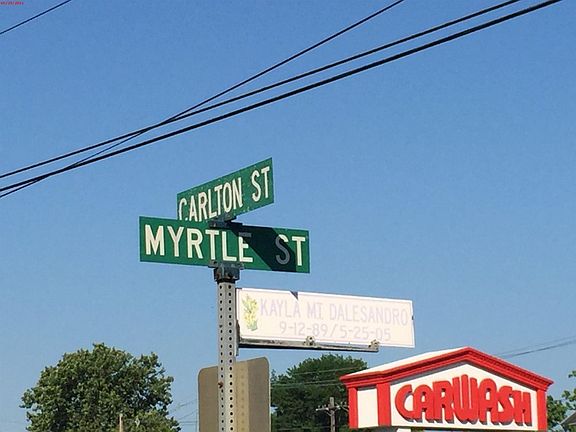 CARLTON ST
MYRTLE ST
KAYLA M. DALESANDRO
9-12-89/5-25-05
CARWASH